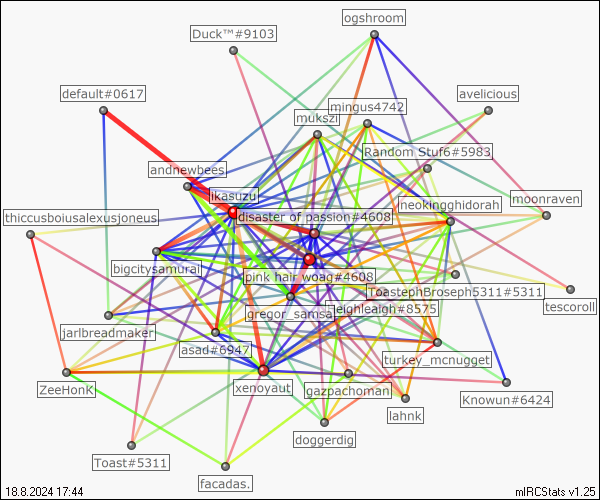 ogshroom
Duck™#9103
default#0617
avelicious
mingus4742
mukszi
Random Stuf6#5983
andnewbees
ikasuzu
neokingghidorah
moonraven
thiccusboiusalexusjoneus
disaster of passion#4608
bigcitysamurai
pink hair woag#4608
ToastephBroseph5311#5311
tescoroll
gregor_samsa
leighleaigh#8575
jarlbreadmaker
asad#6947
turkey_mcnugget
ZeeHonk
xenoyaut
gazpachoman
Knowun#6424
lahnk
doggerdig
Toast#5311
facadas.
18.8.2024 17:44
mIRCStats v1.25